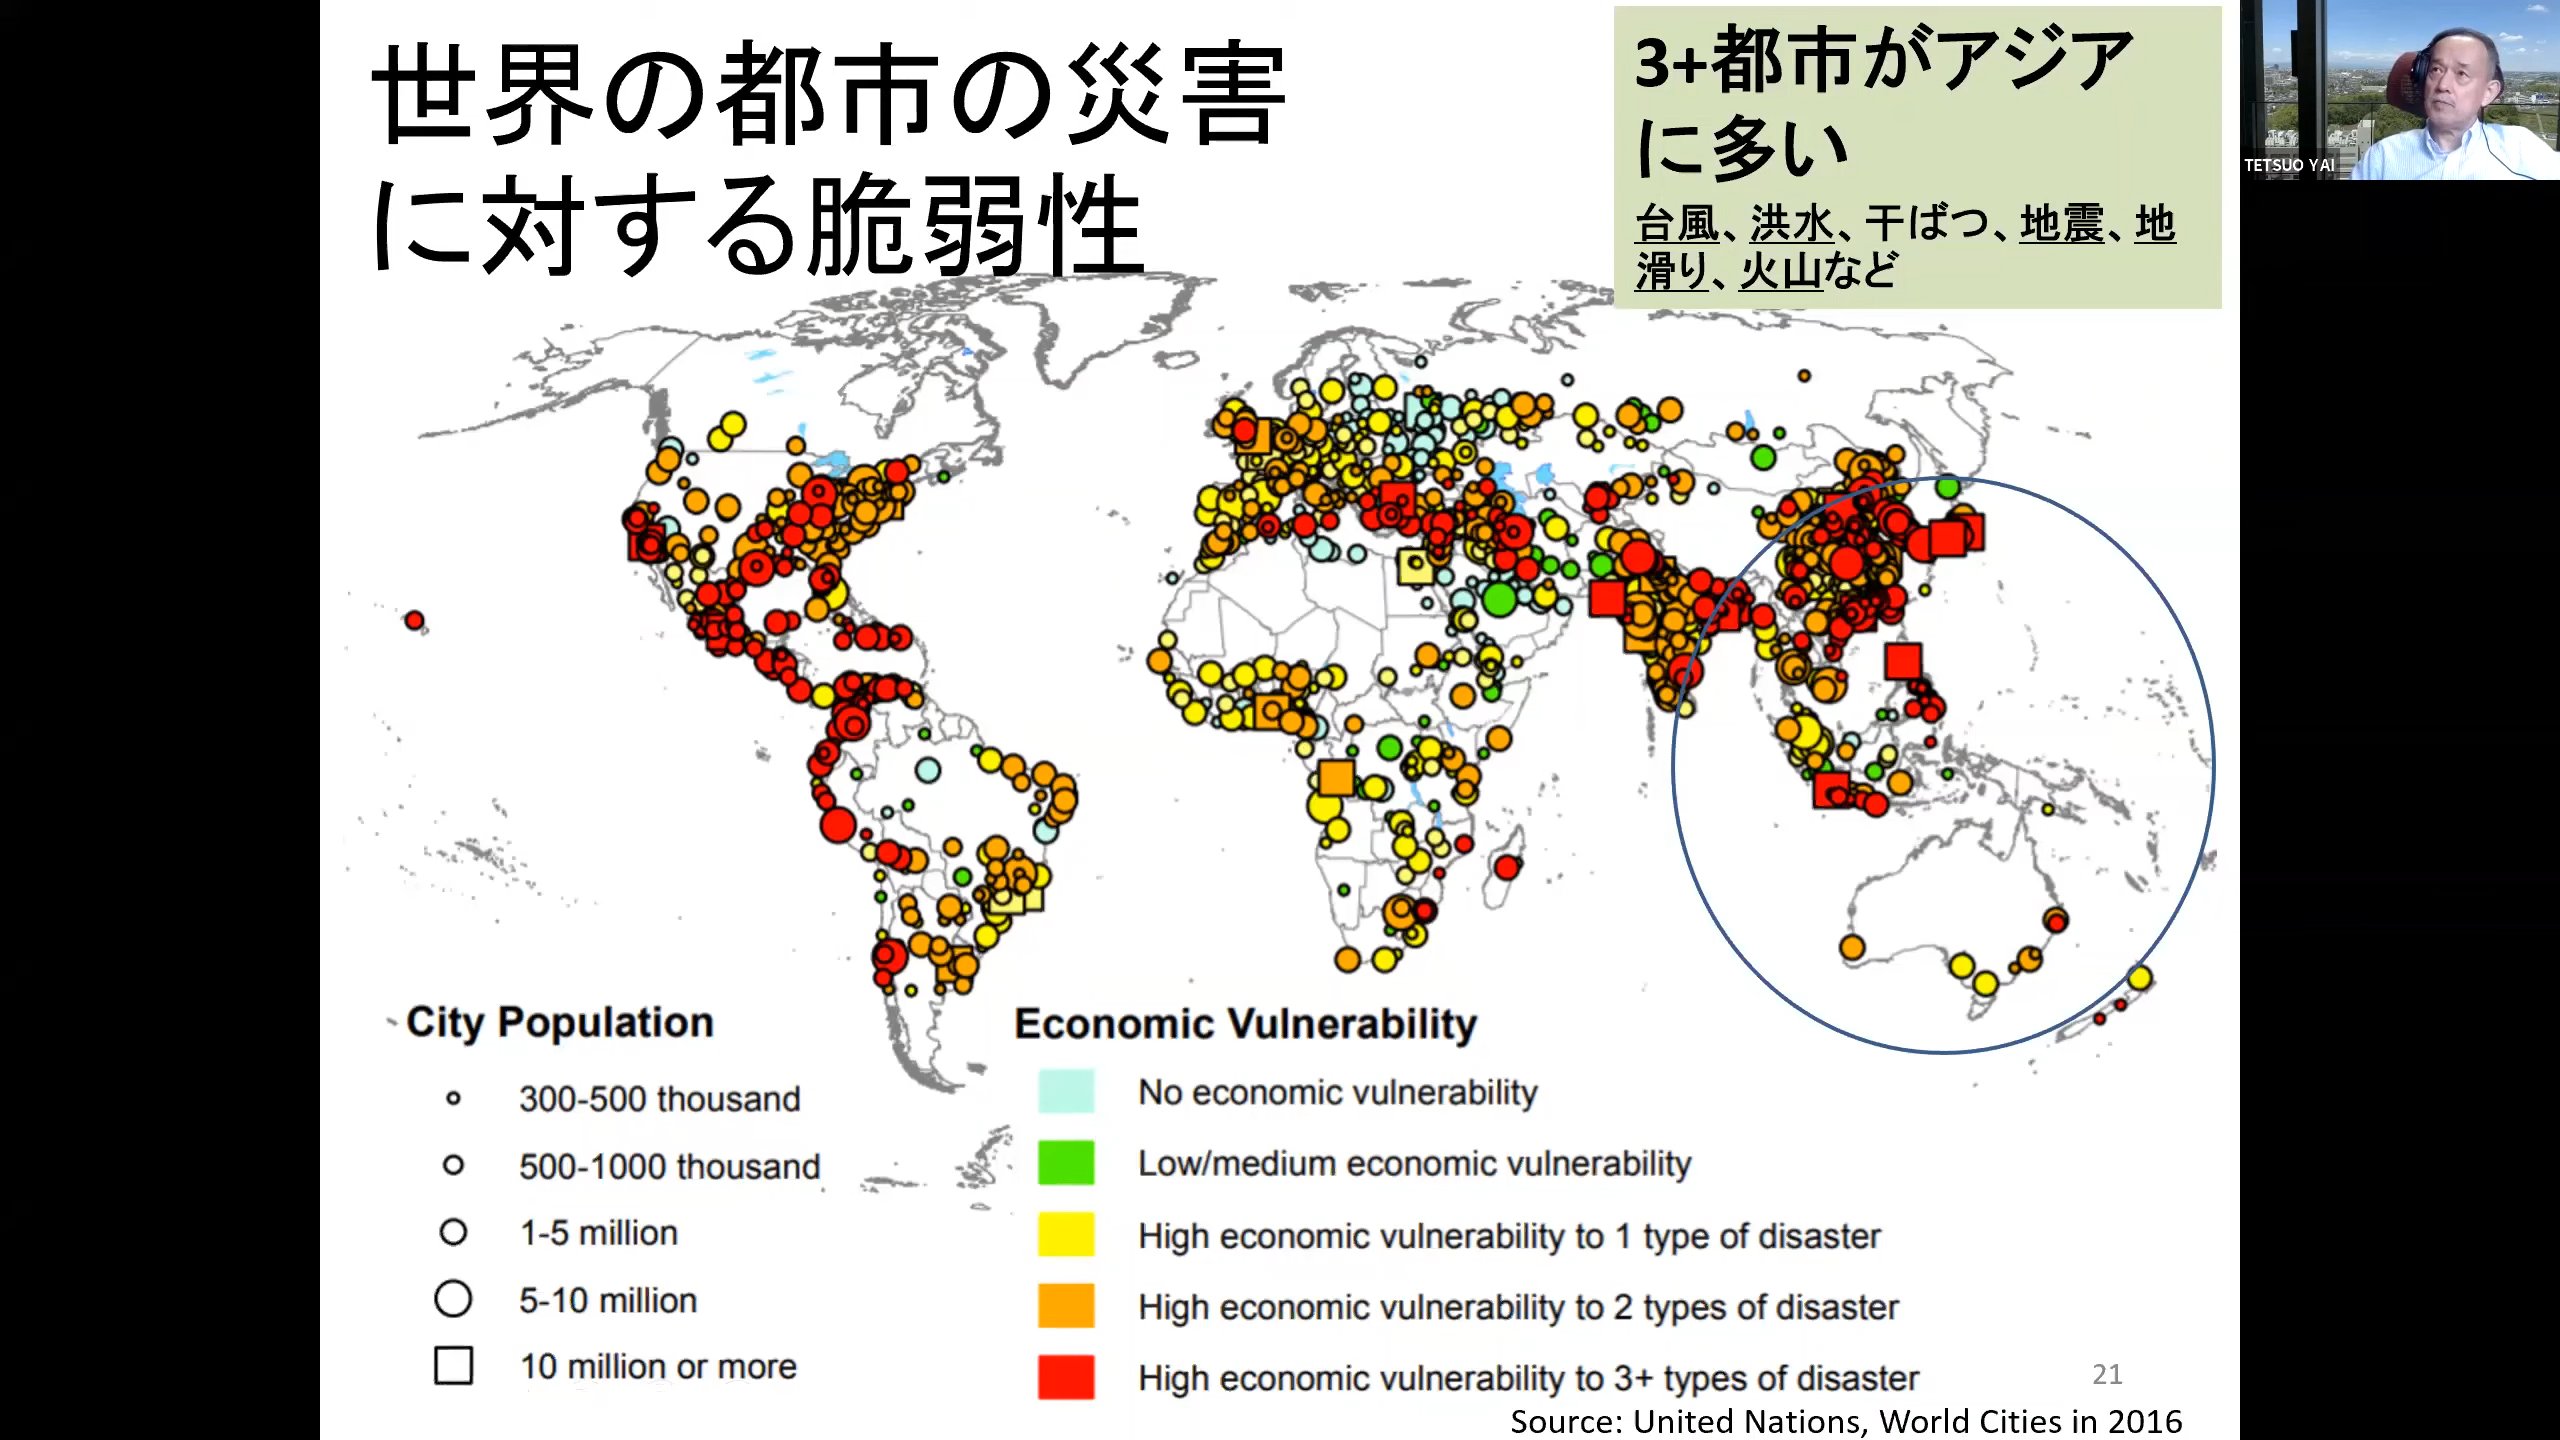 世界の都市の災害
に対する脆弱性
3+都市がアジア
に多い
台風、洪水、干ばつ、地震、地
滑り、火山など
TETSUO YAI
City Population
300-500 thousand
500-1000 thousand
1-5 million
5-10 million
10 million or more
Economic Vulnerability
No economic vulnerability
Low/medium economic vulnerability
High economic vulnerability to 1 type of disaster
High economic vulnerability to 2 types of disaster
High economic vulnerability to 3+ types of disaster
21
Source: United Nations, World Cities in 2016